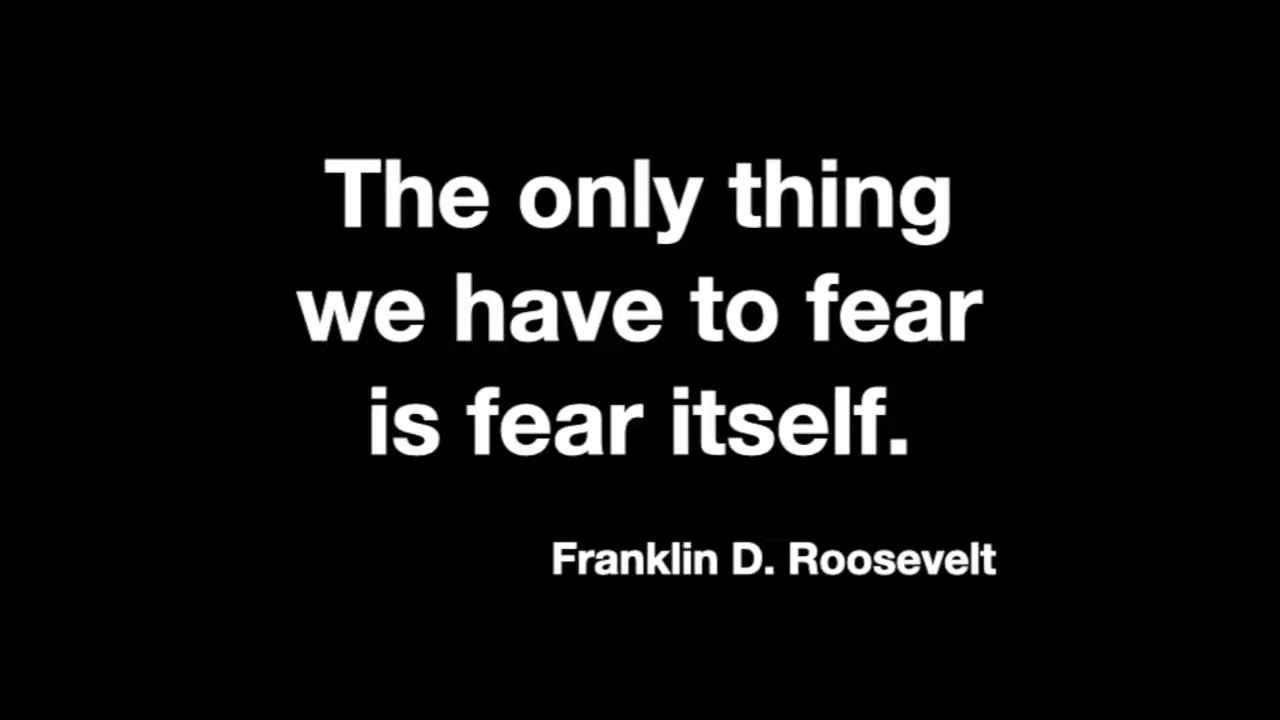 The only thing
we have to fear
is fear itself.
Franklin D. Roosevelt